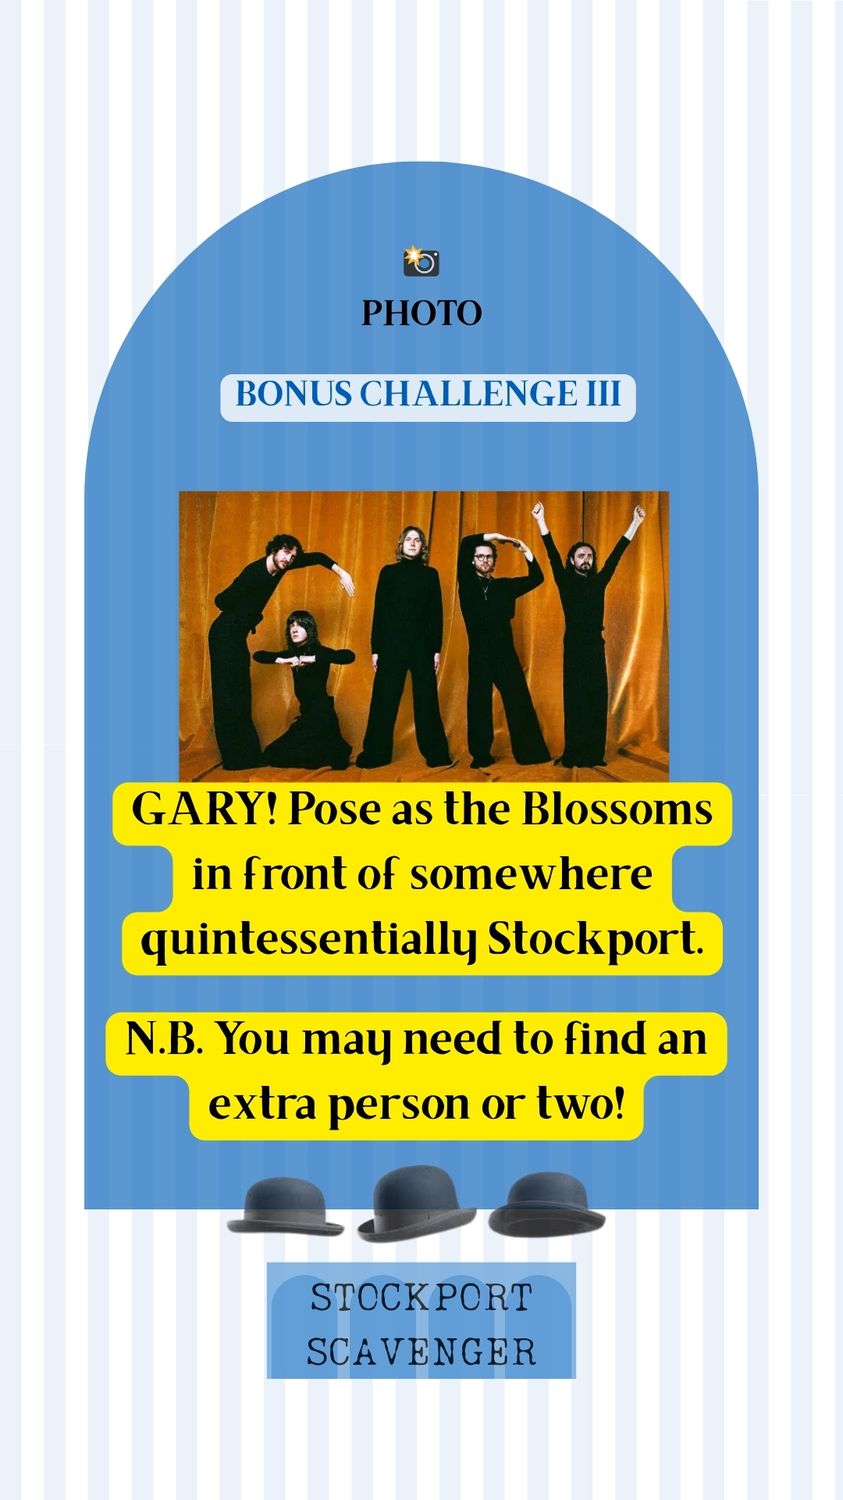 PHOTO
BONUS CHALLENGE III
GARY! Pose as the Blossoms
in front of somewhere
quintessentially Stockport.
N.B. You may need to find an
extra person or two!
STOCKPORT
SCAVENGER